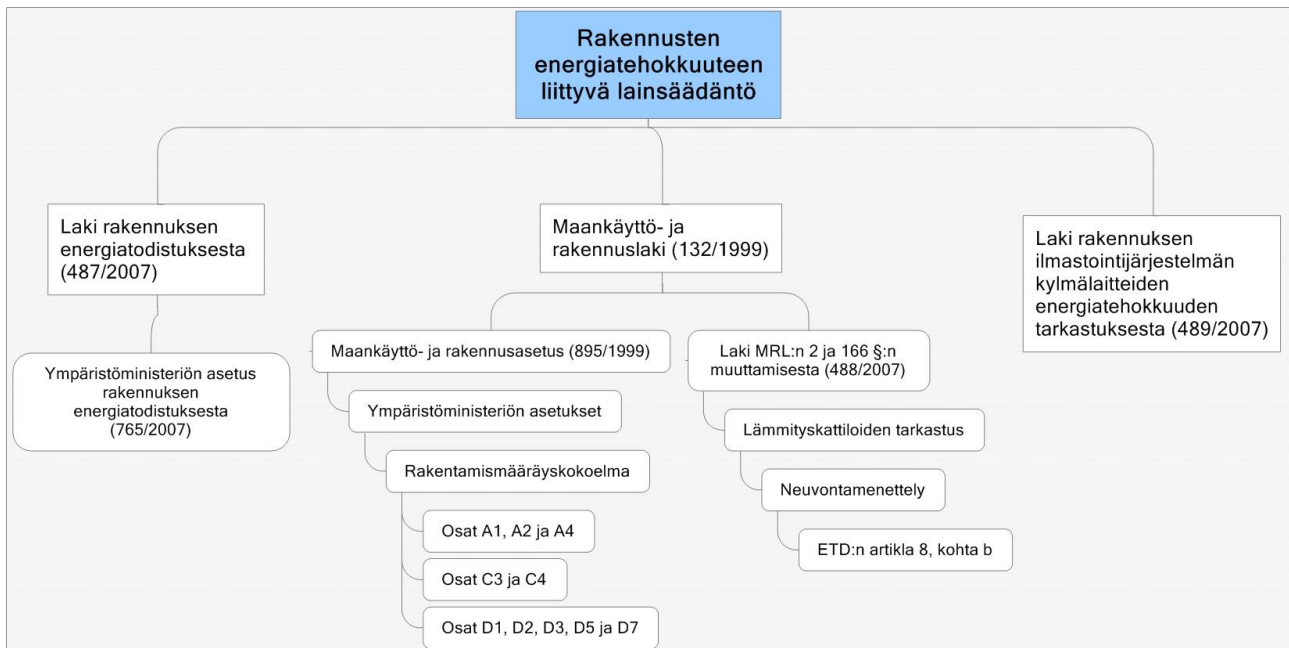 Rakennusten
energiatehokkuuteen
liittyvä lainsäädäntö
Laki rakennuksen
energiatodistuksesta
(487/2007)
Ympäristöministeriön asetus
rakennuksen
energiatodistuksesta
(765/2007)
Maankäyttö- ja
rakennuslaki (132/1999)
Maankäyttö- ja rakennusasetus (895/1999)
Ympäristöministeriön asetukset
Rakentamismääräyskokoelma
Osat A1, A2 ja A4
Osat C3 ja C4
Osat D1, D2, D3, D5 ja D7
Laki MRL:n 2 ja 166 §:n
muuttamisesta (488/2007)
Lämmityskattiloiden tarkastus
Neuvontamenettely
ETD:n artikla 8, kohta b
Laki rakennuksen
ilmastointijärjestelmän
kylmälaitteiden
energiatehokkuuden
tarkastuksesta (489/2007)